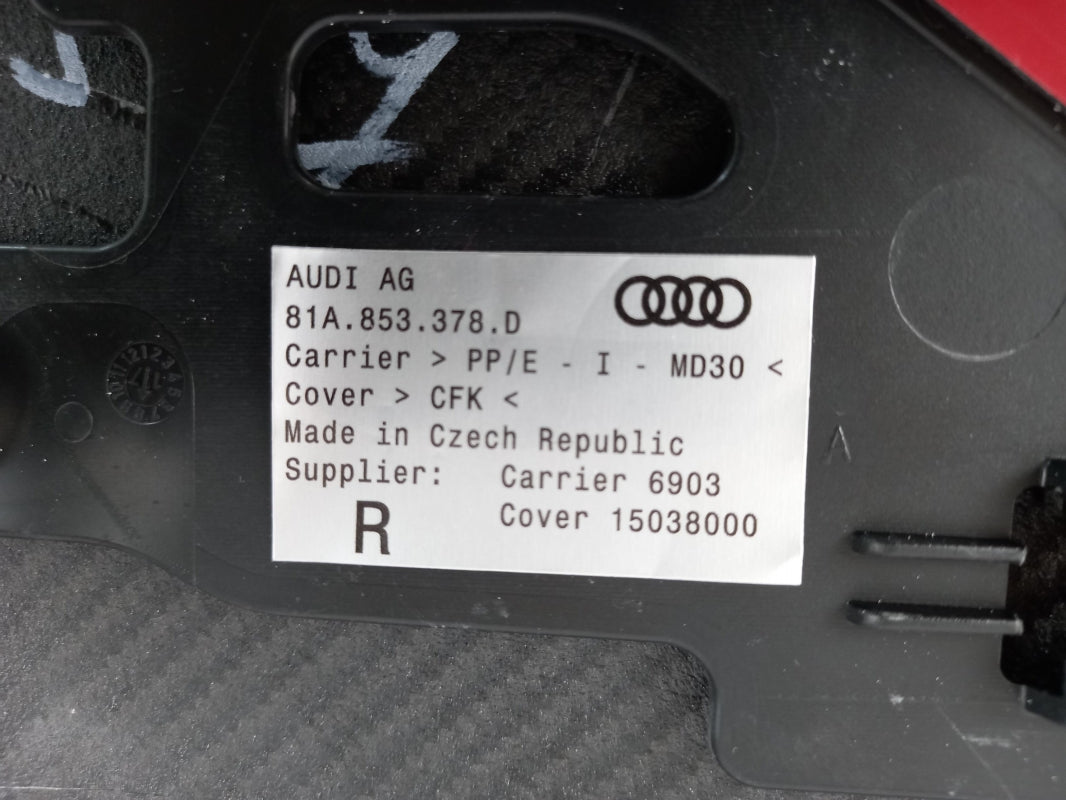 AUDI AG
81A.853.378.D
Carrier > PP/E - I - MD30 <
Cover > CFK <
Made in Czech Republic
Supplier: Carrier 6903
R Cover 15038000